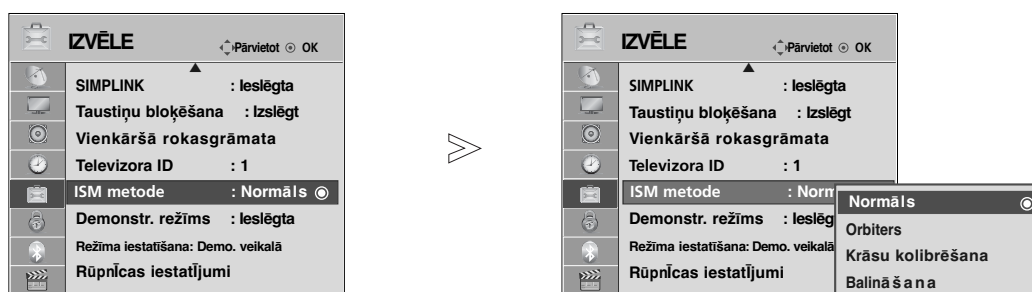 IZVĒLE
Pārvietot OK
SIMPLINK : Ieslēgta
Taustiņu bloķēšana : Izslēgt
Vienkāršā rokasgrāmata
Televizora ID : 1
ISM metode : Normāls
Demonstr. režīms : Ieslēgta
Režīma iestatīšana: Demo. veikalā
Rūpnīcas iestatījumi
IZVĒLE
Pārvietot OK
SIMPLINK : Ieslēgta
Taustiņu bloķēšana : Izslēgt
Vienkāršā rokasgrāmata
Televizora ID : 1
ISM metode : Norm
Demonstr. režīms : Ieslēg
Režīma iestatīšana: Demo. veikalā
Rūpnīcas iestatījumi
Normāls
Orbiters
Krāsu kolibrēšana
Balināšana